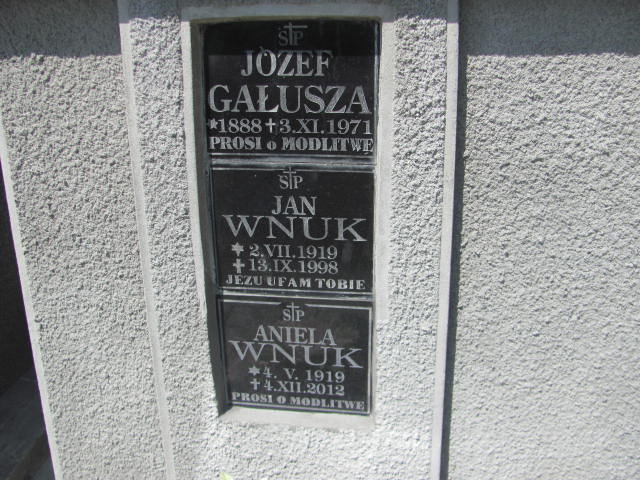 ŚP
JÓZEF
GAŁUSZA
*1888 ✝3.XI.1971
PROSI o MODLITWĘ
ŚP
JAN
WNUK
* 2.VII.1919
✝ 13.IX.1998
JEZU UFAM TOBIE
ŚP
ANIELA
WNUK
* 4. V. 1919
✝ 4.XII.2012
PROSI O MODLITWĘ